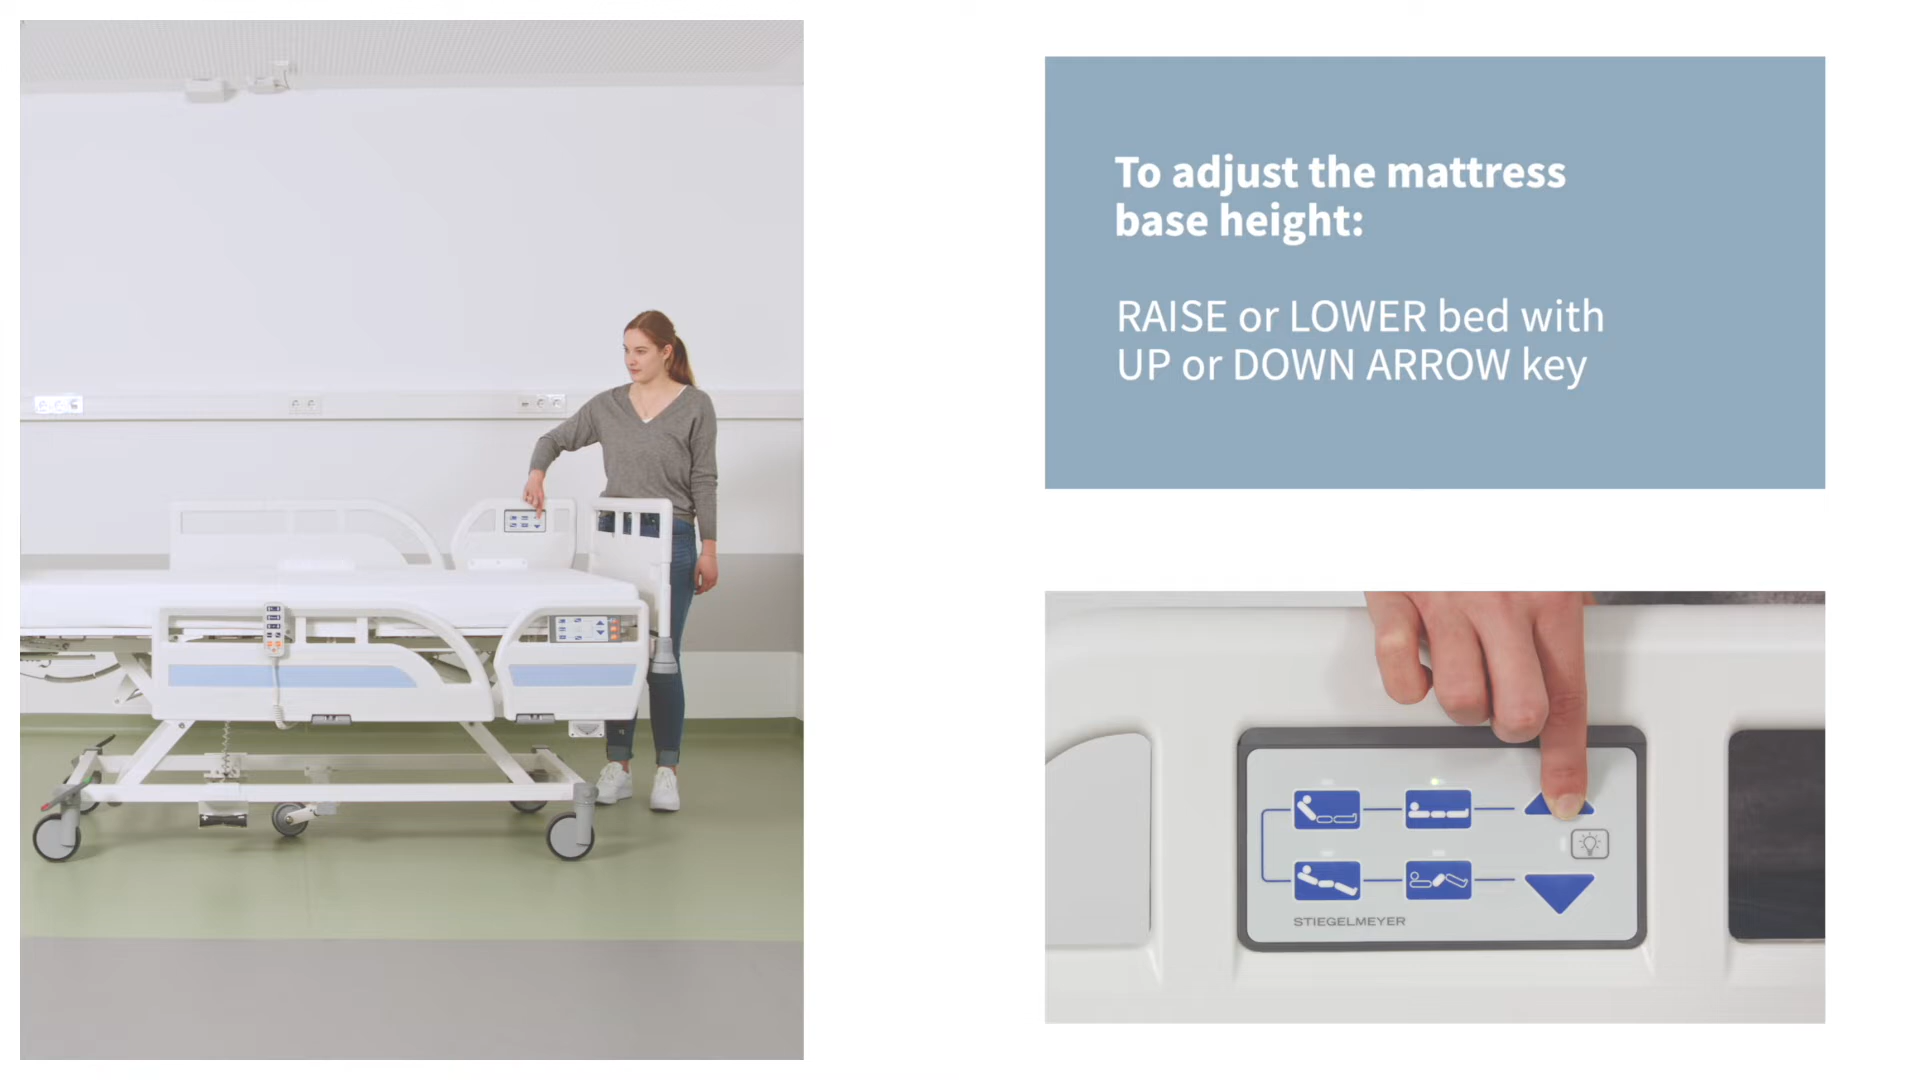 To adjust the mattress
base height:
RAISE or LOWER bed with
UP or DOWN ARROW key
STIEGELMEYER